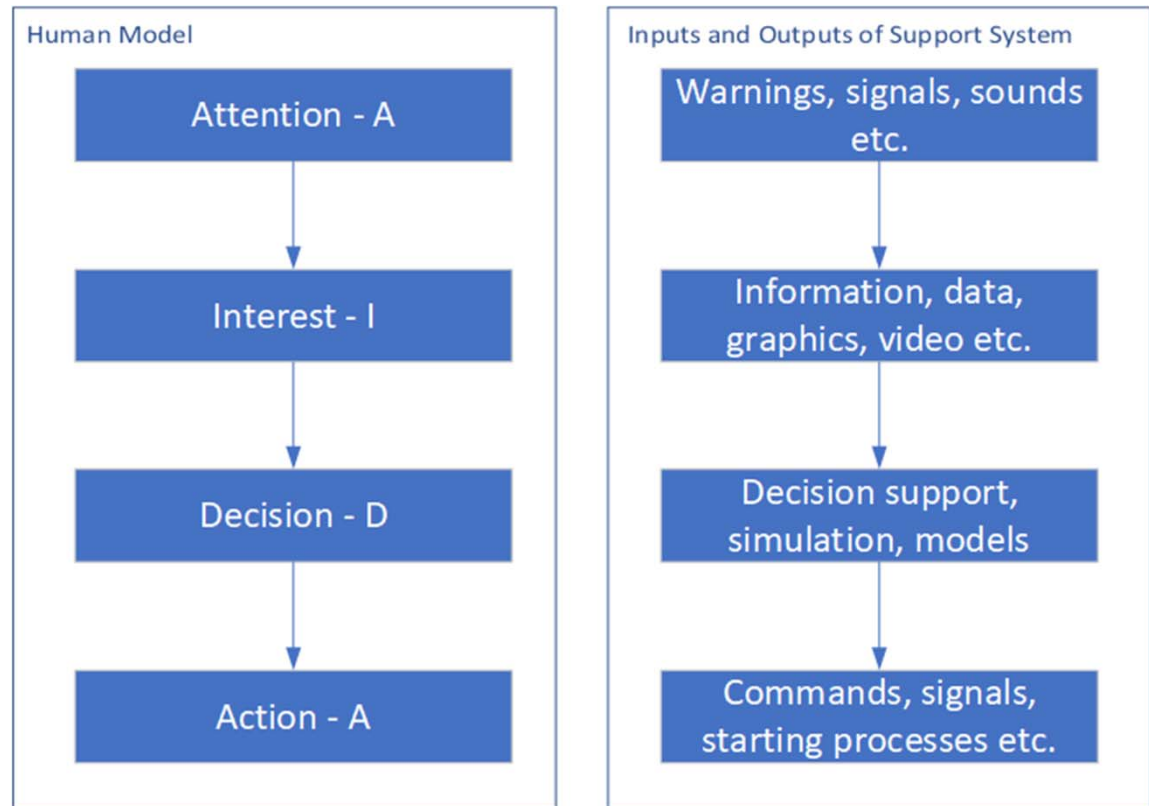 Human Model
Attention - A
Interest - I
Decision - D
Action - A
Inputs and Outputs of Support System
Warnings, signals, sounds
etc.
Information, data,
graphics, video etc.
Decision support,
simulation, models
Commands, signals,
starting processes etc.